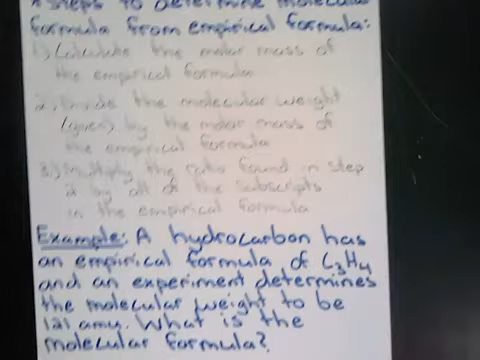 * steps to determine molecular
formula from empirical formula:
1.) Calculate the molar mass of
the empirical formula
2.) Divide the molecular weight
(given) by the molar mass of
the empirical formula
3.) Multiply the ratio found in step
2 by all of the subscripts
in the empirical formula
Example: A hydrocarbon has
an empirical formula of C₃H₄
and an experiment determines
the molecular weight to be
121 amu. What is the
molecular formula?